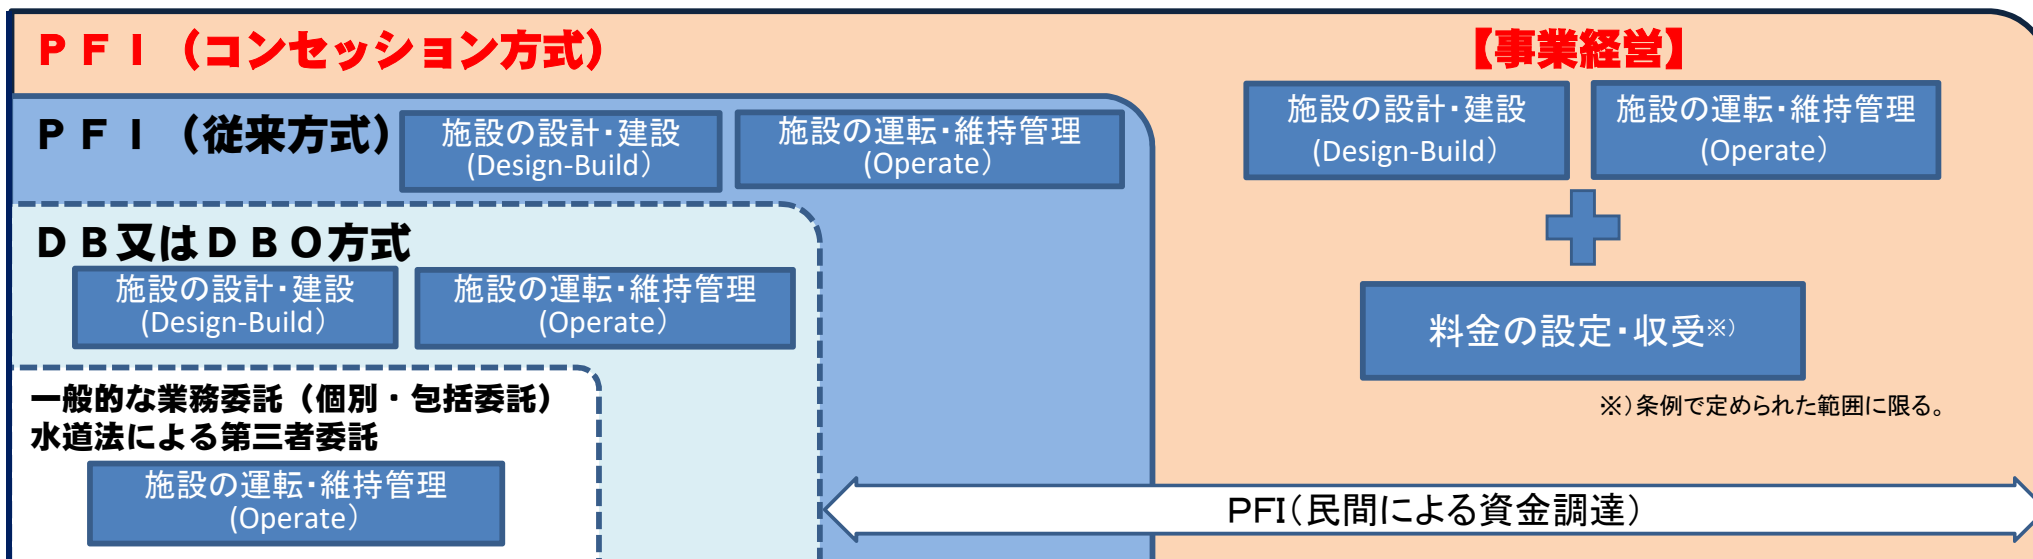 ＰＦＩ（コンセッション方式）
【事業経営】
施設の設計・建設
(Design-Build）
施設の運転・維持管理
(Operate）
料金の設定・収受※）
※）条例で定められた範囲に限る。
ＰＦＩ（従来方式）
施設の設計・建設
(Design-Build）
施設の運転・維持管理
(Operate）
ＤＢ又はＤＢＯ方式
施設の設計・建設
(Design-Build）
施設の運転・維持管理
(Operate）
一般的な業務委託（個別・包括委託）
水道法による第三者委託
施設の運転・維持管理
(Operate）
PFI（民間による資金調達）